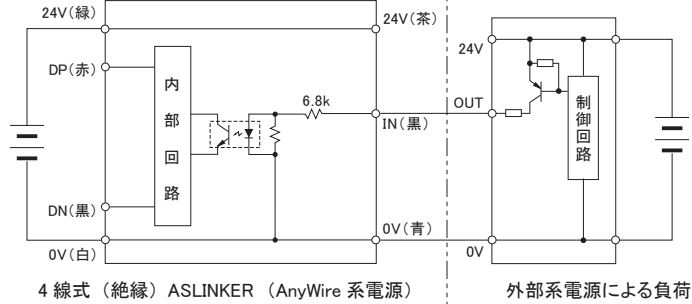 24V(緑)
24V(茶)
DP(赤)
内部回路
6.8k
IN(黒)
DN(黒)
0V(白)
0V(青)
24V
OUT
制御回路
0V
4 線式（絶縁）ASLINKER （AnyWire 系電源）
外部系電源による負荷